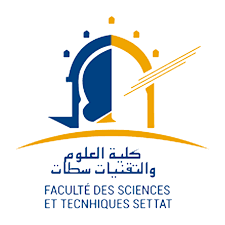 كلية العلوم
والتقنيات سطات
FACULTÉ DES SCIENCES
ET TECNHIQUES SETTAT